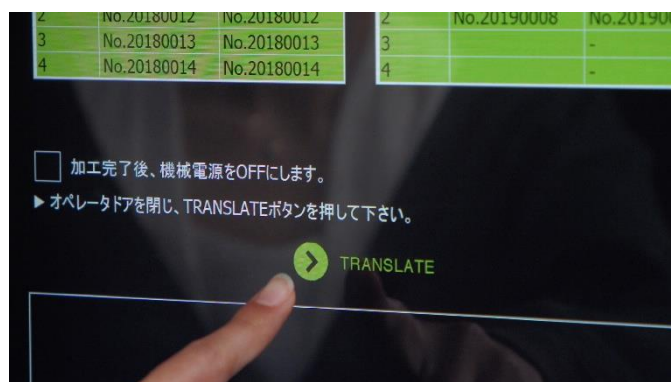 2 No.20180012 No.20180012
3 No.20180013 No.20180013
4 No.20180014 No.20180014
2 No.20190008 No.201900
3 -
4 -
加工完了後、機械電源をOFFにします。
▶ オペレータドアを閉じ、TRANSLATEボタンを押して下さい。
TRANSLATE